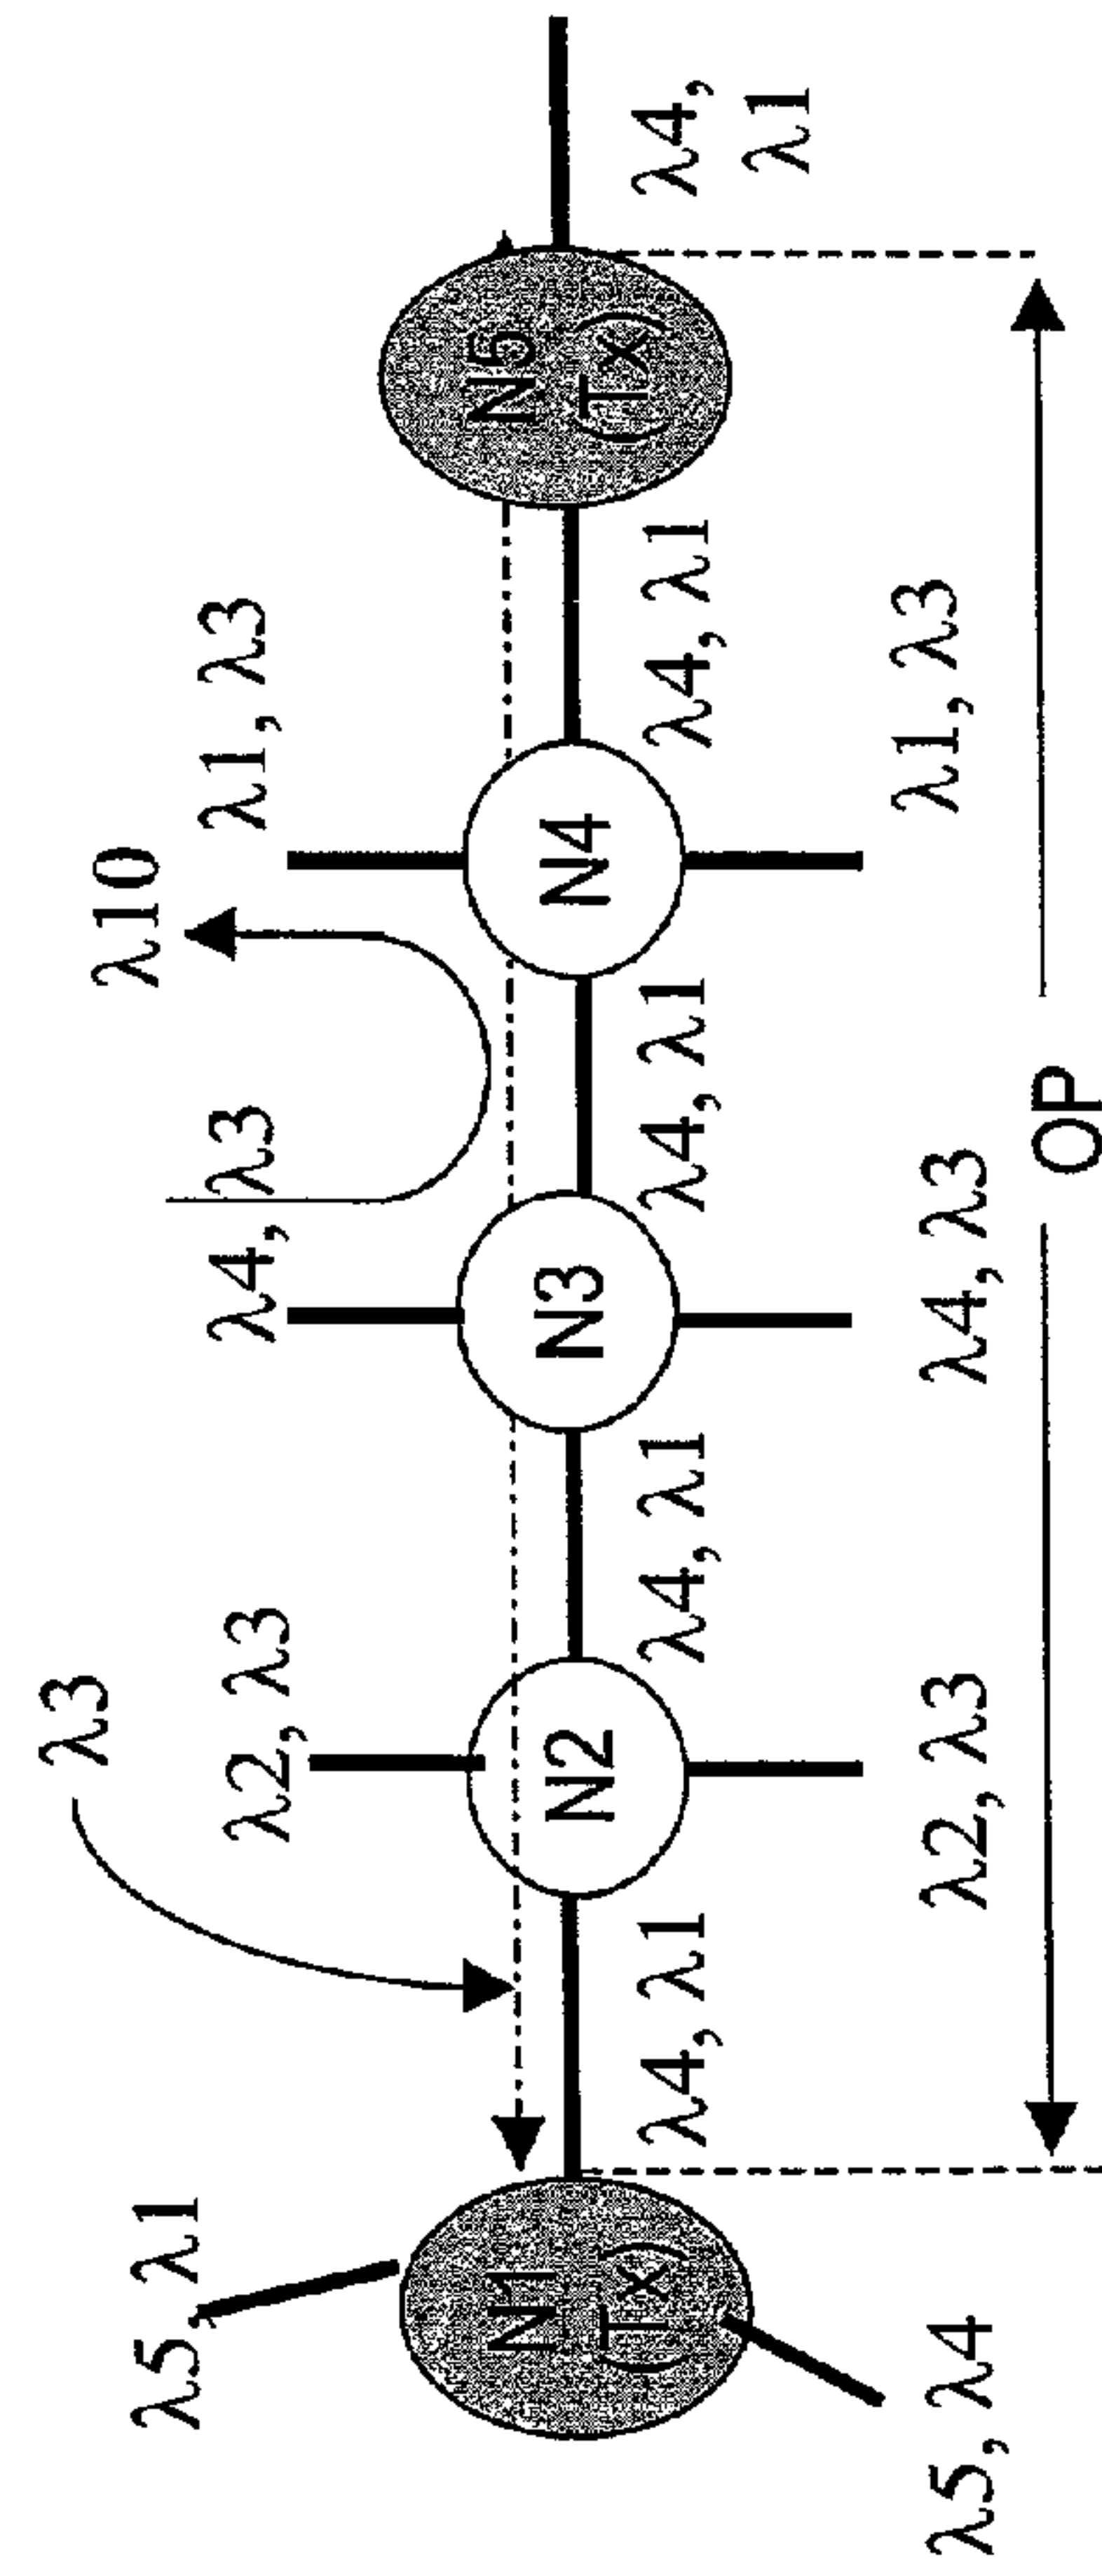 λ3
λ10
λ5, λ1
λ2, λ3
λ4, λ3
λ1, λ3
N1
(Tx)
N2
N3
N4
N5
(Tx)
λ4, λ1
λ4, λ1
λ4, λ1
λ4, λ1
λ4,
λ1
λ5, λ4
λ2, λ3
λ4, λ3
λ1, λ3
OP